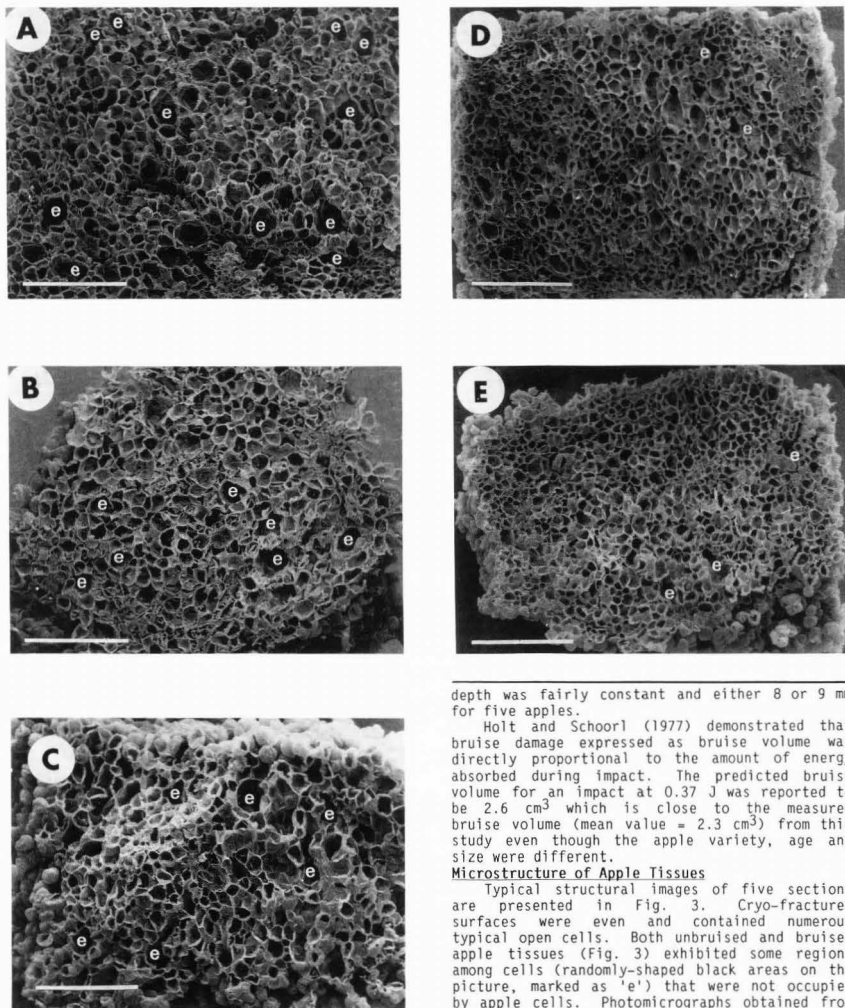 A
e e e e
e e
e e e
e e
B
e e
e e
e e
e
C
e e e
e
e e
D
e
e
E
e
e
e
depth was fairly constant and either 8 or 9 mm
for five apples.
Holt and Schoorl (1977) demonstrated tha
bruise damage expressed as bruise volume wa
directly proportional to the amount of energy
absorbed during impact. The predicted bruis
volume for an impact at 0.37 J was reported t
be 2.6 cm³ which is close to the measure
bruise volume (mean value = 2.3 cm³) from thi
study even though the apple variety, age an
size were different.
Microstructure of Apple Tissues
Typical structural images of five section
are presented in Fig. 3. Cryo-fracture
surfaces were even and contained numerou
typical open cells. Both unbruised and bruise
apple tissues (Fig. 3) exhibited some region
among cells (randomly-shaped black areas on th
picture, marked as 'e') that were not occupie
by apple cells. Photomicrographs obtained fro